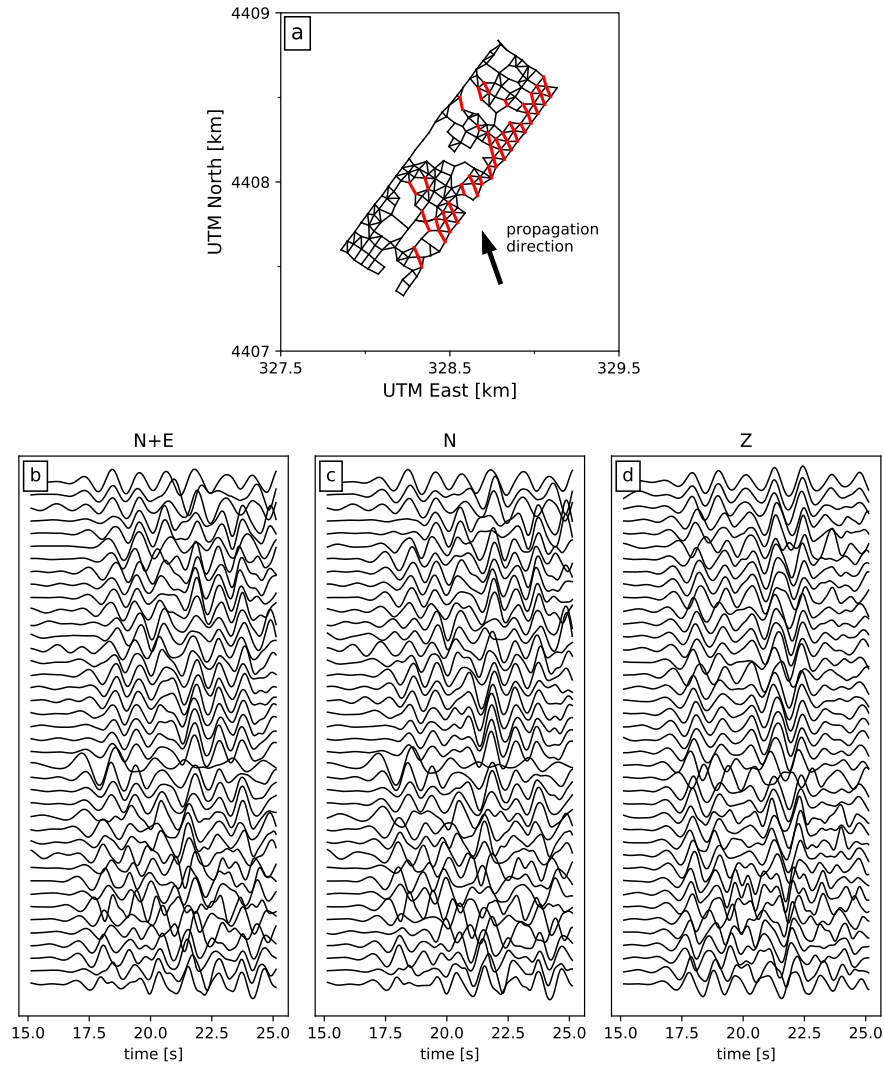 4409
a
UTM North [km]
4408
propagation
direction
4407
327.5 328.5 329.5
UTM East [km]
N+E N Z
b c d
15.0 17.5 20.0 22.5 25.0 15.0 17.5 20.0 22.5 25.0 15.0 17.5 20.0 22.5 25.0
time [s] time [s] time [s]